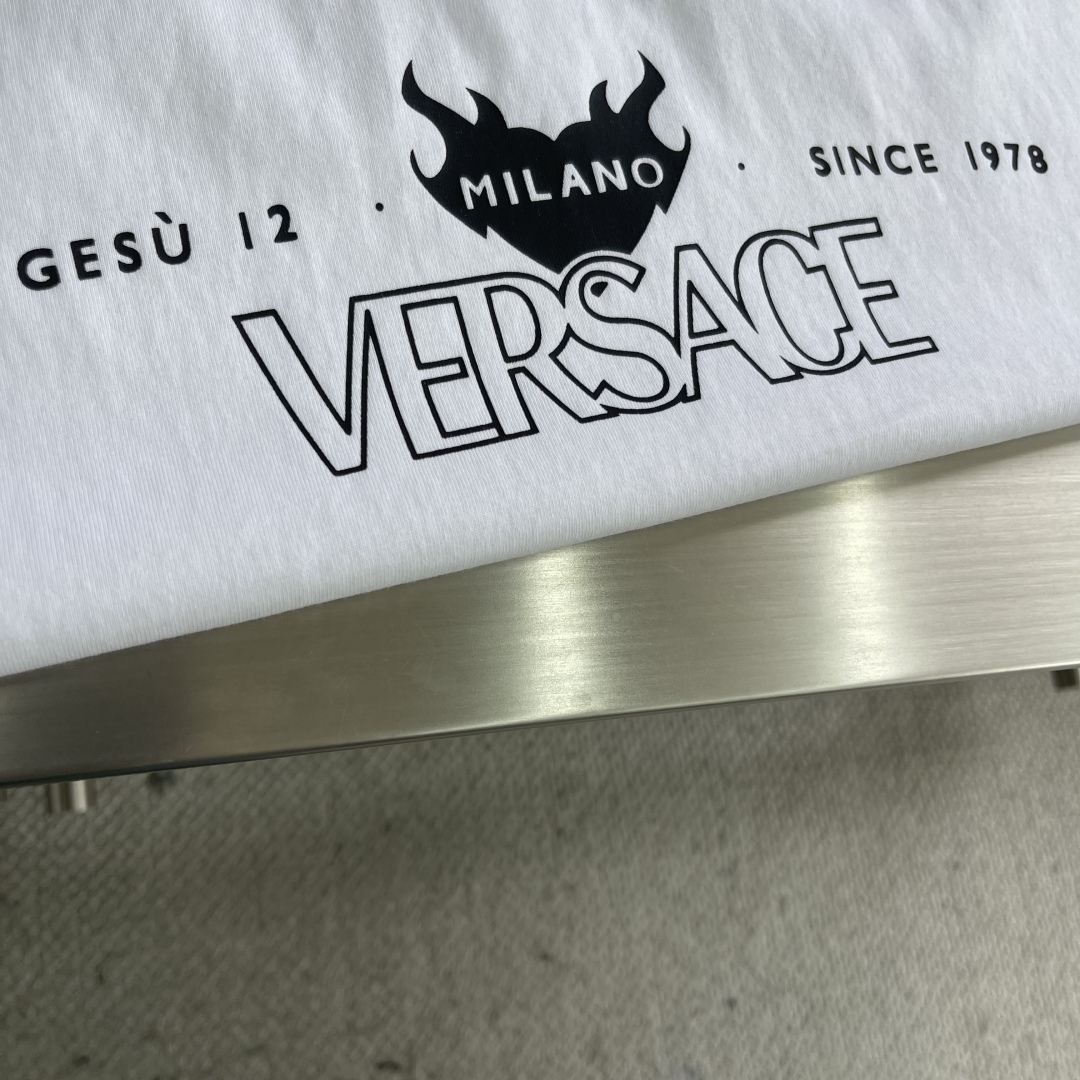 GESÙ 12 · MILANO · SINCE 1978
VERSACE